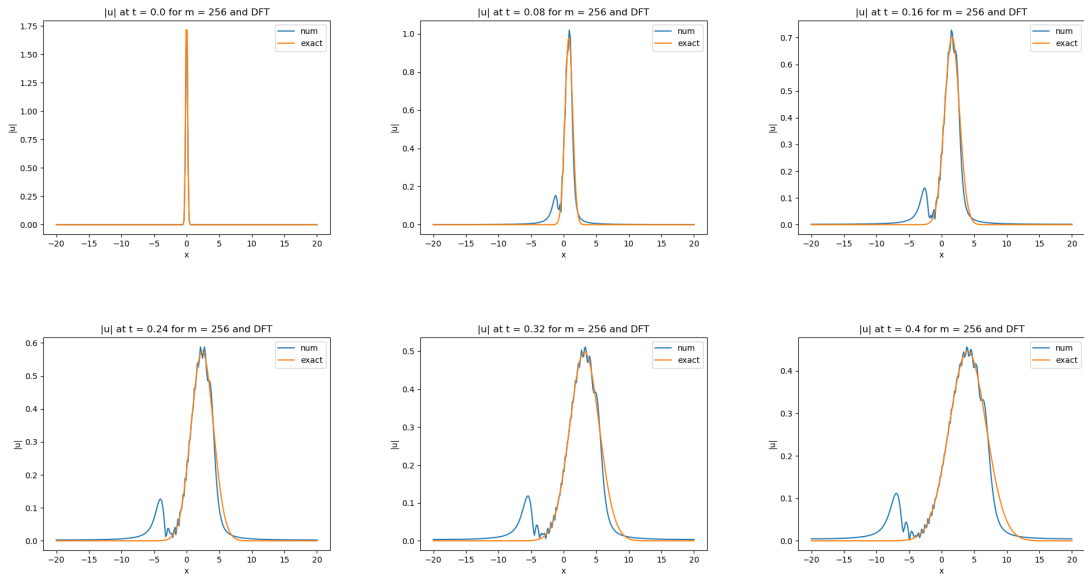 |u| at t = 0.0 for m = 256 and DFT
1.75
1.50
1.25
1.00
0.75
0.50
0.25
0.00
|u|
num
exact
−20 −15 −10 −5 0 5 10 15 20
x
|u| at t = 0.08 for m = 256 and DFT
1.0
0.8
0.6
0.4
0.2
0.0
|u|
num
exact
−20 −15 −10 −5 0 5 10 15 20
x
|u| at t = 0.16 for m = 256 and DFT
0.7
0.6
0.5
0.4
0.3
0.2
0.1
0.0
|u|
num
exact
−20 −15 −10 −5 0 5 10 15 20
x
|u| at t = 0.24 for m = 256 and DFT
0.6
0.5
0.4
0.3
0.2
0.1
0.0
|u|
num
exact
−20 −15 −10 −5 0 5 10 15 20
x
|u| at t = 0.32 for m = 256 and DFT
0.5
0.4
0.3
0.2
0.1
0.0
|u|
num
exact
−20 −15 −10 −5 0 5 10 15 20
x
|u| at t = 0.4 for m = 256 and DFT
0.4
0.3
0.2
0.1
0.0
|u|
num
exact
−20 −15 −10 −5 0 5 10 15 20
x